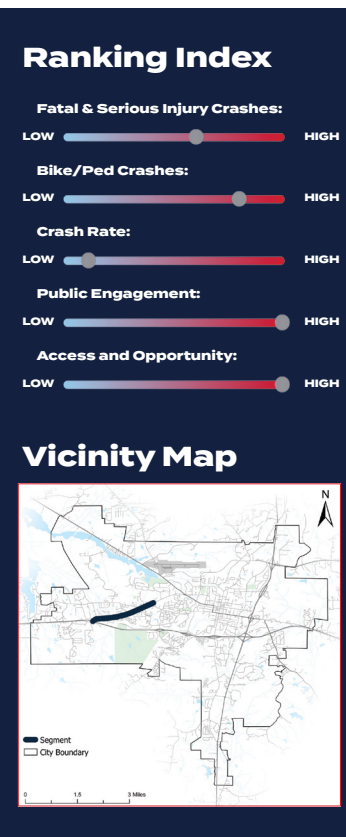 Ranking Index
Fatal & Serious Injury Crashes:
LOW HIGH
Bike/Ped Crashes:
LOW HIGH
Crash Rate:
LOW HIGH
Public Engagement:
LOW HIGH
Access and Opportunity:
LOW HIGH
Vicinity Map
N
Segment
City Boundary
0 1.5 3 Miles